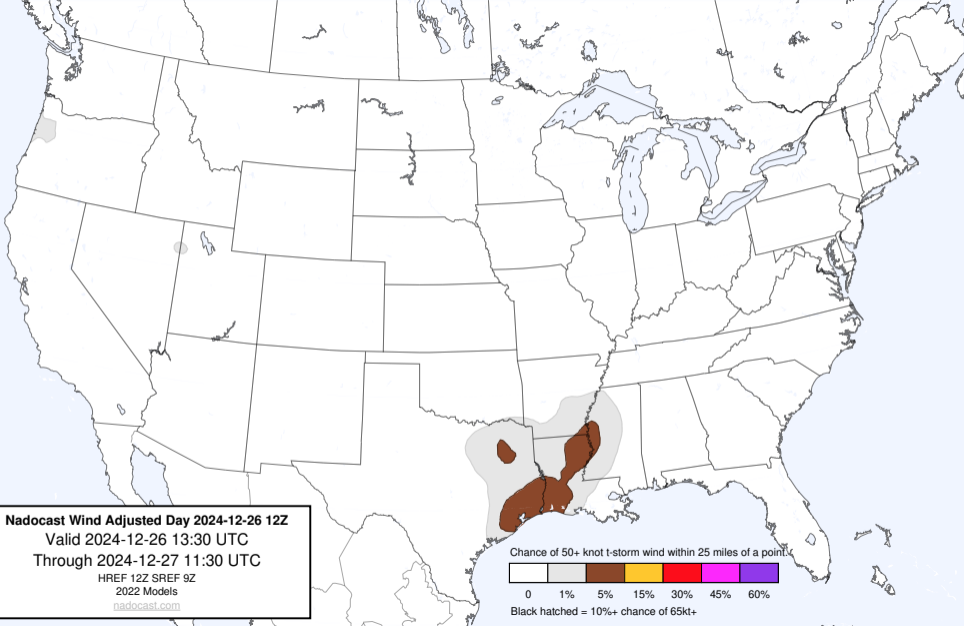 Nadocast Wind Adjusted Day 2024-12-26 12Z
Valid 2024-12-26 13:30 UTC
Through 2024-12-27 11:30 UTC
HREF 12Z SREF 9Z
2022 Models
nadocast.com
Chance of 50+ knot t-storm wind within 25 miles of a point.
0 1% 5% 15% 30% 45% 60%
Black hatched = 10%+ chance of 65kt+